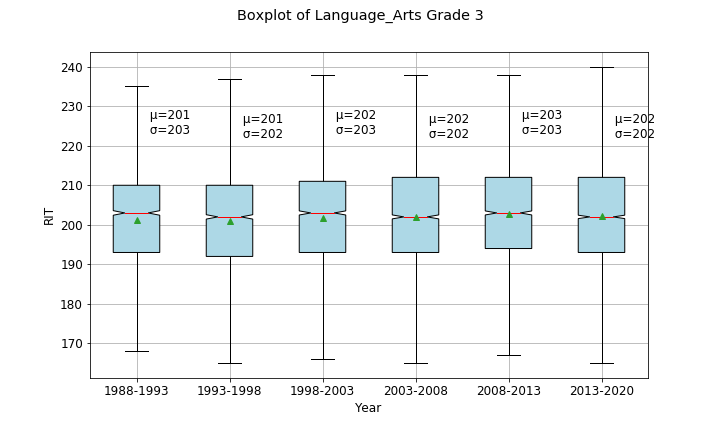 Boxplot of Language_Arts Grade 3
240
230
220
210
200
190
180
170
RIT
μ=201
σ=203
μ=201
σ=202
μ=202
σ=203
μ=202
σ=202
μ=203
σ=203
μ=202
σ=202
1988-1993
1993-1998
1998-2003
2003-2008
2008-2013
2013-2020
Year